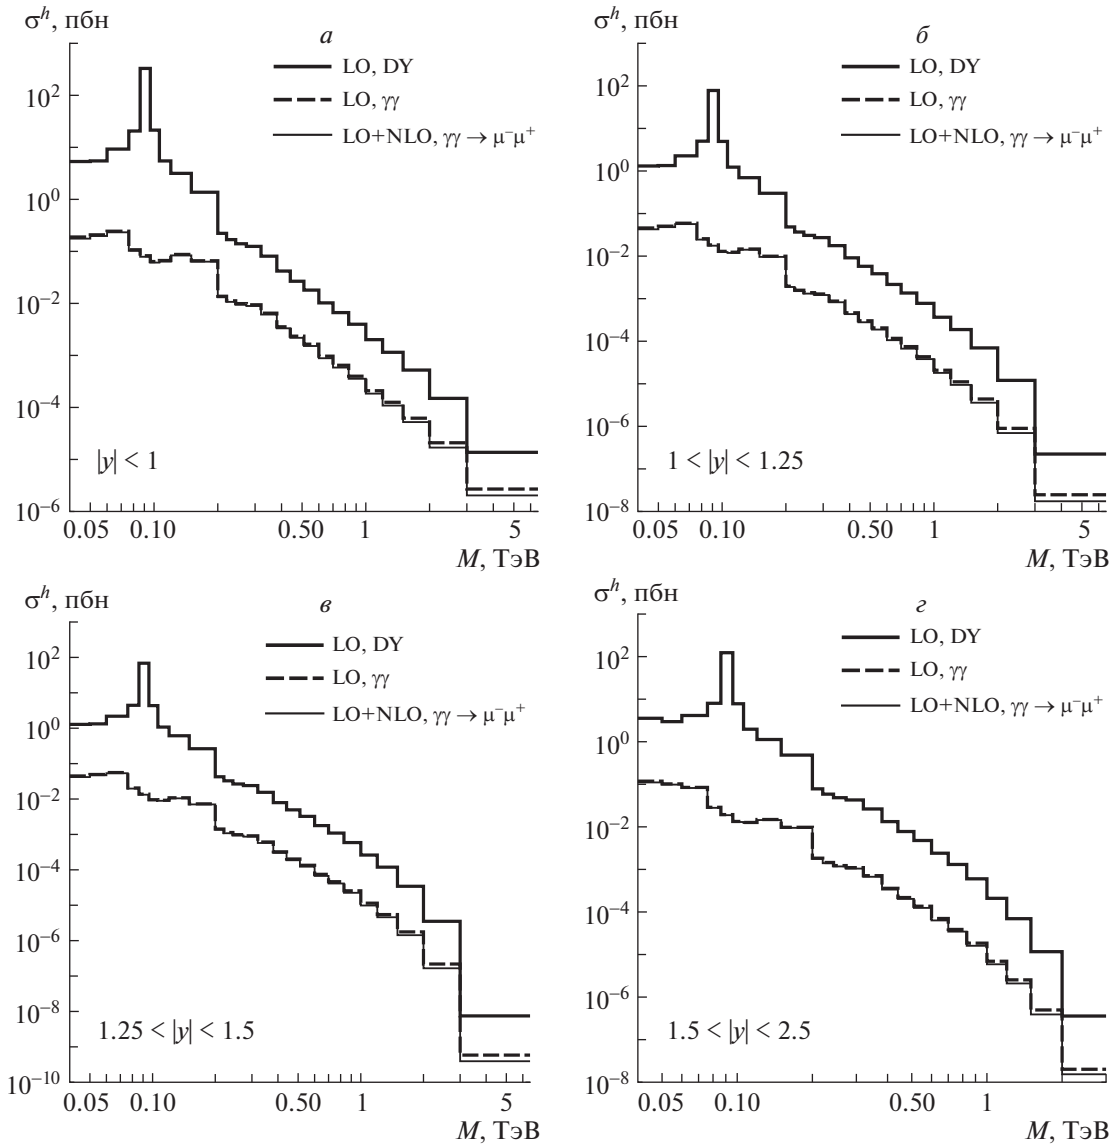 σʰ, пбн
а
LO, DY
LO, γγ
LO+NLO, γγ → μ⁻μ⁺
10²
10⁰
10⁻²
10⁻⁴
10⁻⁶
|y| < 1
0.05 0.10 0.50 1 5
M, ТэВ
σʰ, пбн
б
LO, DY
LO, γγ
LO+NLO, γγ → μ⁻μ⁺
10²
10⁰
10⁻²
10⁻⁴
10⁻⁶
10⁻⁸
1 < |y| < 1.25
0.05 0.10 0.50 1 5
M, ТэВ
σʰ, пбн
в
LO, DY
LO, γγ
LO+NLO, γγ → μ⁻μ⁺
10²
10⁰
10⁻²
10⁻⁴
10⁻⁶
10⁻⁸
10⁻¹⁰
1.25 < |y| < 1.5
0.05 0.10 0.50 1 5
M, ТэВ
σʰ, пбн
г
LO, DY
LO, γγ
LO+NLO, γγ → μ⁻μ⁺
10²
10⁰
10⁻²
10⁻⁴
10⁻⁶
10⁻⁸
1.5 < |y| < 2.5
0.05 0.10 0.50 1
M, ТэВ